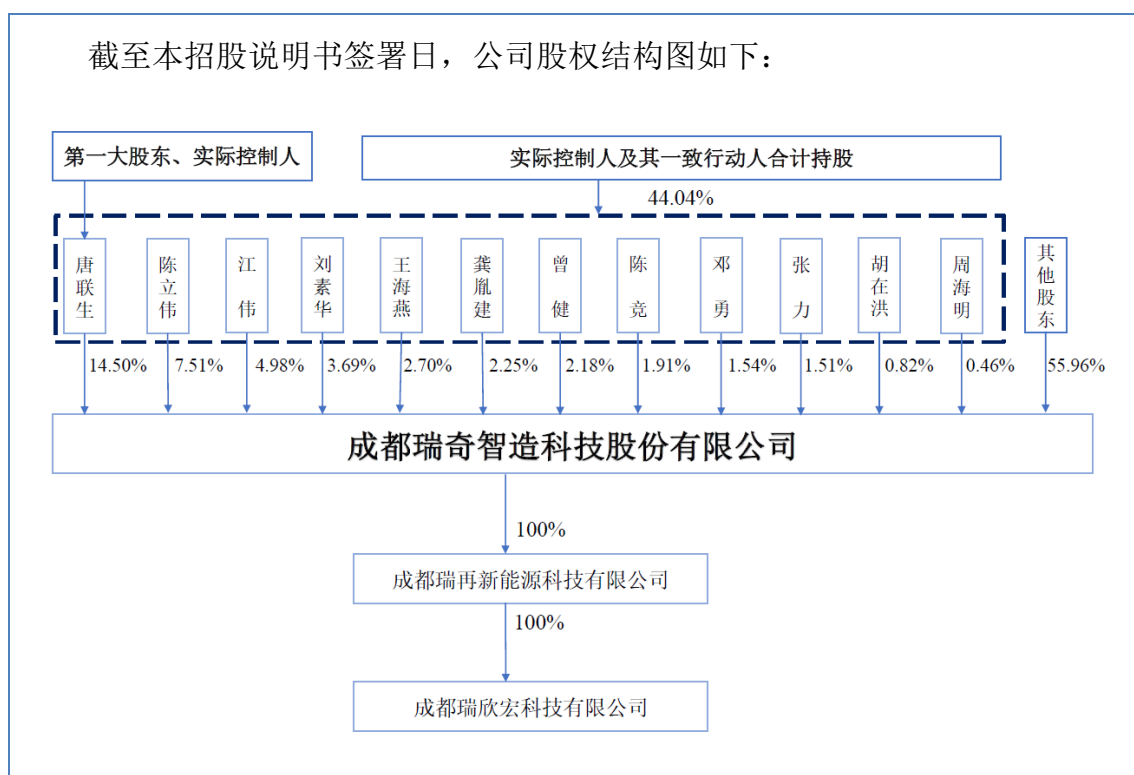 截至本招股说明书签署日，公司股权结构图如下：
第一大股东、实际控制人
实际控制人及其一致行动人合计持股
44.04%
唐联生
陈立伟
江伟
刘素华
王海燕
龚胤建
曾健
陈竞
邓勇
张力
胡在洪
周海明
其他股东
14.50%
7.51%
4.98%
3.69%
2.70%
2.25%
2.18%
1.91%
1.54%
1.51%
0.82%
0.46%
55.96%
成都瑞奇智造科技股份有限公司
100%
成都瑞再新能源科技有限公司
100%
成都瑞欣宏科技有限公司